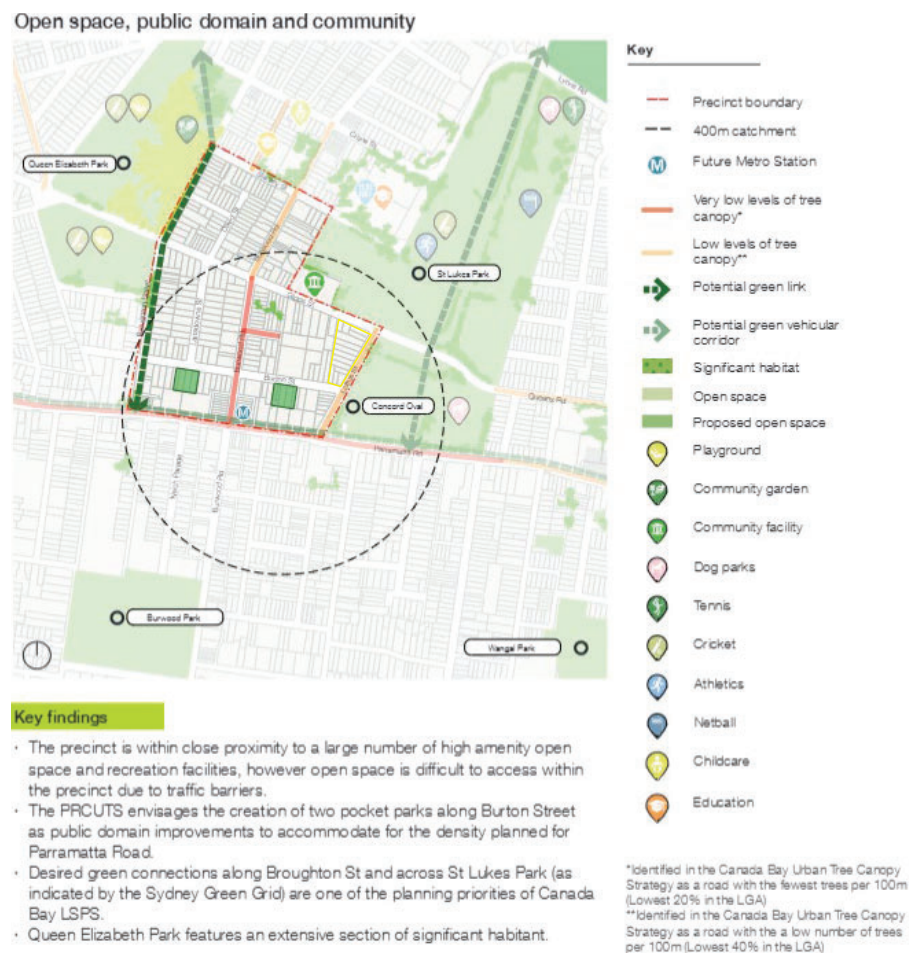 Open space, public domain and community
Key
Precinct boundary
400m catchment
M
Future Metro Station
Very low levels of tree
canopy*
Low levels of tree
canopy**
Potential green link
Potential green vehicular
corridor
Significant habitat
Open space
Proposed open space
Playground
Community garden
Community facility
Dog parks
Tennis
Cricket
Athletics
Netball
Childcare
Education
Queen Elizabeth Park
St Lukes Park
Concord Oval
Burwood Park
Wangal Park
Lyons Rd
Crane St
Burton St
Queens Rd
Parramatta Rd
Neich Parade
Burwood Rd
M
Key findings
· The precinct is within close proximity to a large number of high amenity open
space and recreation facilities, however open space is difficult to access within
the precinct due to traffic barriers.
· The PRCUTS envisages the creation of two pocket parks along Burton Street
as public domain improvements to accommodate for the density planned for
Parramatta Road.
· Desired green connections along Broughton St and across St Lukes Park (as
indicated by the Sydney Green Grid) are one of the planning priorities of Canada
Bay LSPS.
· Queen Elizabeth Park features an extensive section of significant habitant.
*Identified in the Canada Bay Urban Tree Canopy
Strategy as a road with the fewest trees per 100m
(Lowest 20% in the LGA)
**Identified in the Canada Bay Urban Tree Canopy
Strategy as a road with the a low number of trees
per 100m (Lowest 40% in the LGA)